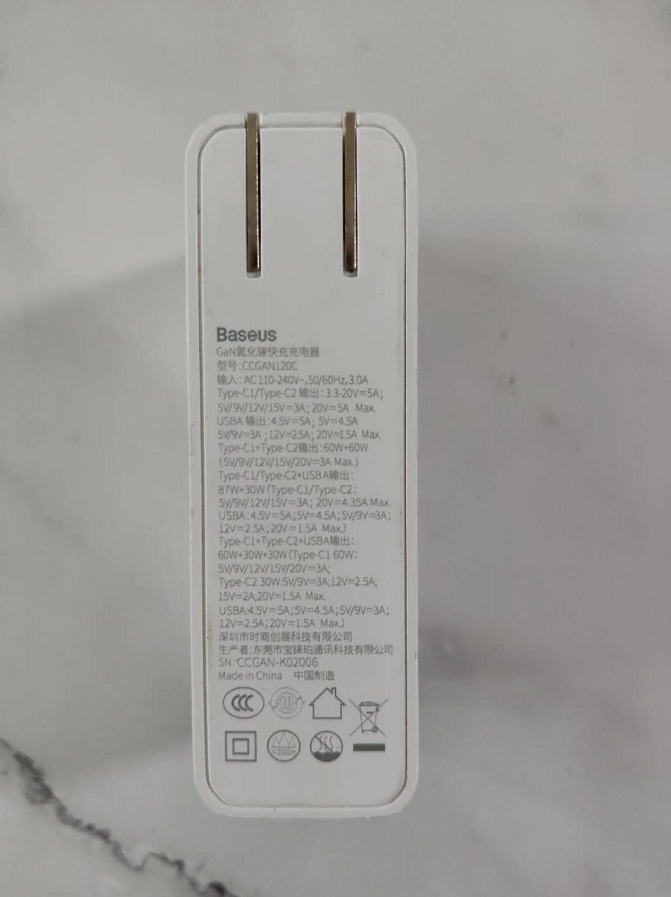 Baseus
GaN氮化镓快充充电器
型号:CCGAN120C
输入: AC 110-240V~,50/60Hz,3.0A
Type-C1/Type-C2 输出:3.3-20V=5A;
5V/9V/12V/15V=3A; 20V=5A Max.
USBA 输出:4.5V=5A; 5V=4.5A
5V/9V=3A ;12V=2.5A; 20V=1.5A Max.
Type-C1+Type-C2输出:60W+60W
(5V/9V/12V/15V/20V=3A Max.)
Type-C1/Type-C2+USBA输出:
87W+30W(Type-C1/Type-C2:
5V/9V/12V/15V=3A; 20V=4.35A Max.
USBA:4.5V=5A;5V=4.5A;5V/9V=3A;
12V=2.5A;20V=1.5A Max.)
Type-C1+Type-C2+USBA输出:
60W+30W+30W(Type-C1 60W:
5V/9V/12V/15V/20V=3A;
Type-C2 30W:5V/9V=3A;12V=2.5A;
15V=2A;20V=1.5A Max.
USBA:4.5V=5A;5V=4.5A;5V/9V=3A;
12V=2.5A;20V=1.5A Max.)
深圳市时商创展科技有限公司
生产者:东莞市宝锑珀通讯科技有限公司
SN:CCGAN-K02006
Made in China 中国制造
CCC 10
≤2000m